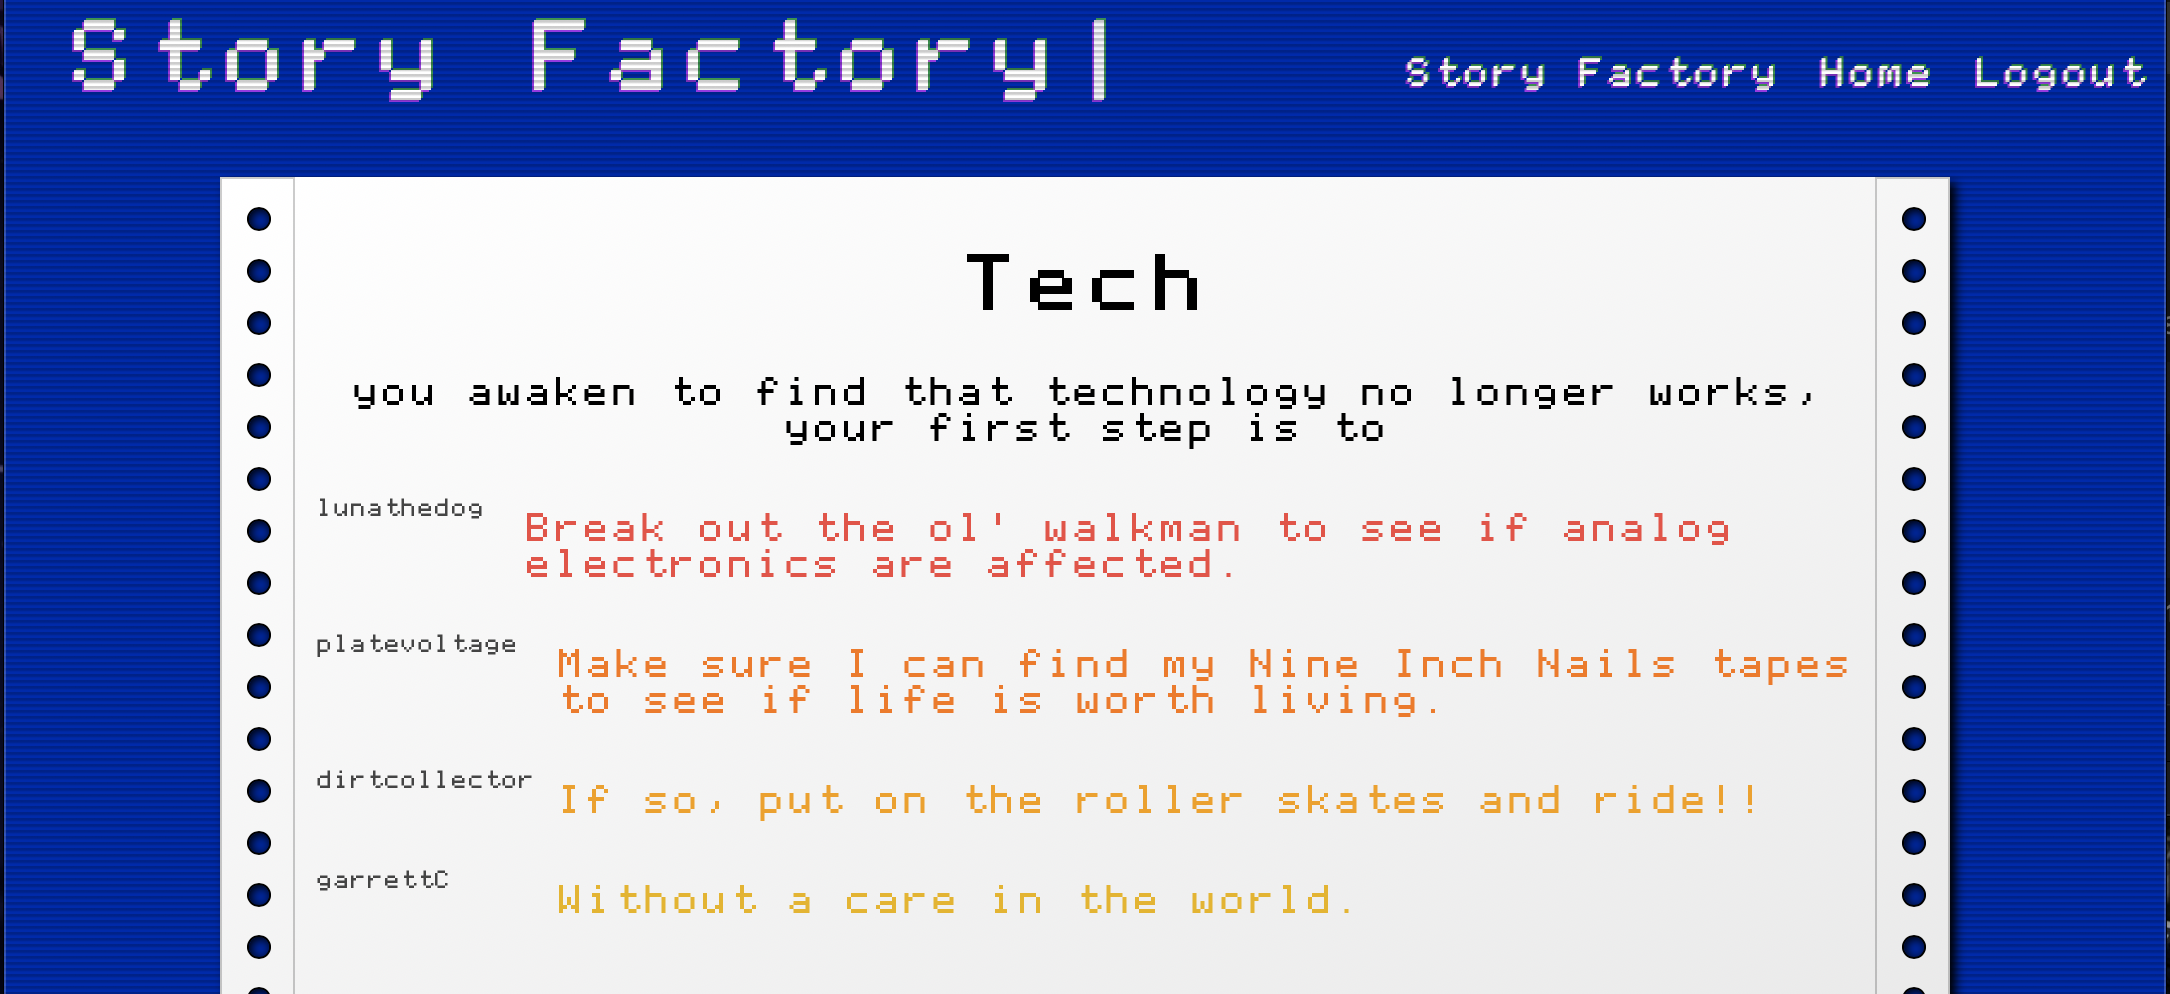 Story Factory|
Story Factory Home Logout
Tech
you awaken to find that technology no longer works,
your first step is to
lunathedog
Break out the ol' walkman to see if analog
electronics are affected.
platevoltage
Make sure I can find my Nine Inch Nails tapes
to see if life is worth living.
dirtcollector
If so, put on the roller skates and ride!!
garrettC
Without a care in the world.